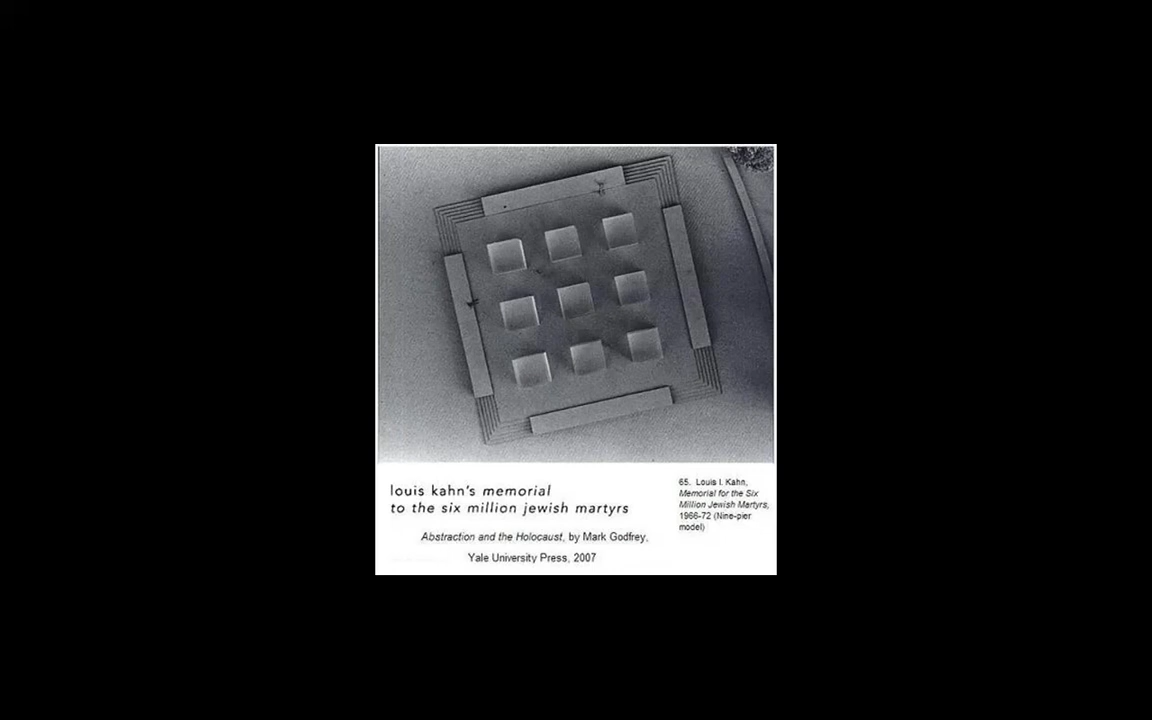 louis kahn's memorial
to the six million jewish martyrs
Abstraction and the Holocaust, by Mark Godfrey,
Yale University Press, 2007
65. Louis I. Kahn,
Memorial for the Six
Million Jewish Martyrs,
1966-72 (Nine-pier
model)